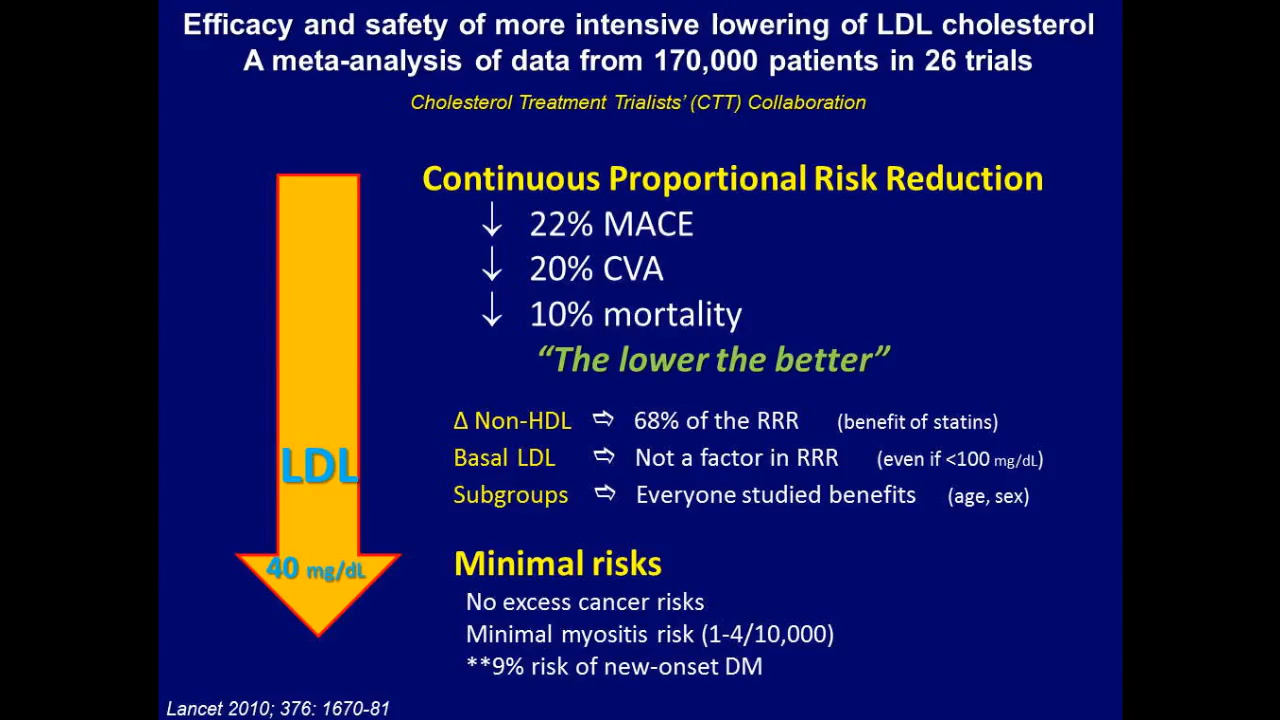 Efficacy and safety of more intensive lowering of LDL cholesterol
A meta-analysis of data from 170,000 patients in 26 trials
Cholesterol Treatment Trialists' (CTT) Collaboration
Continuous Proportional Risk Reduction
↓ 22% MACE
↓ 20% CVA
↓ 10% mortality
“The lower the better”
Δ Non-HDL ⇨ 68% of the RRR (benefit of statins)
Basal LDL ⇨ Not a factor in RRR (even if <100 mg/dL)
Subgroups ⇨ Everyone studied benefits (age, sex)
LDL
40 mg/dL
Minimal risks
No excess cancer risks
Minimal myositis risk (1-4/10,000)
**9% risk of new-onset DM
Lancet 2010; 376: 1670-81